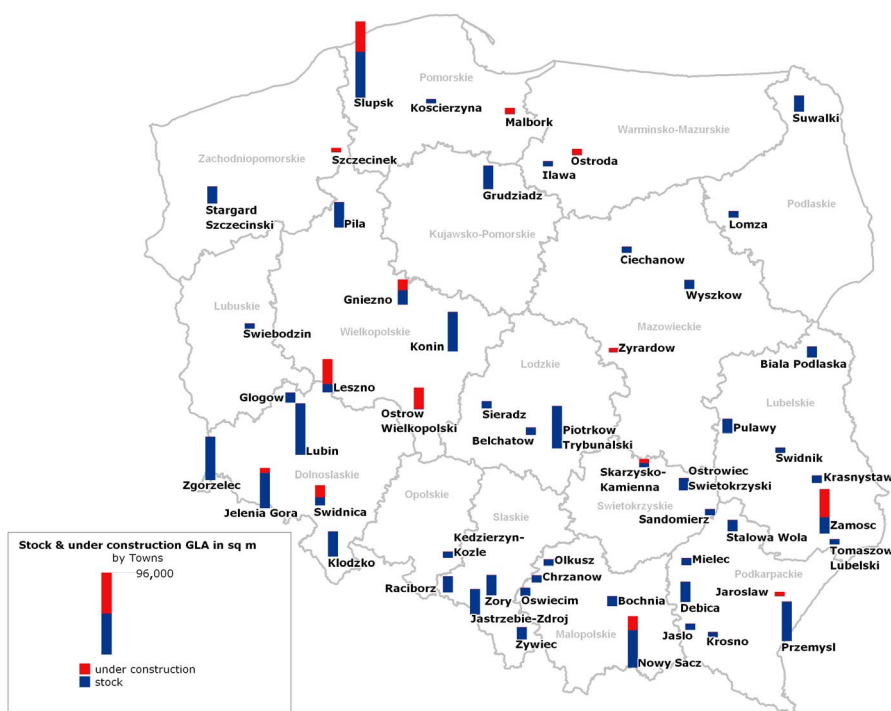 Pomorskie
Slupsk
Koscierzyna
Malbork
Suwalki
Warminsko-Mazurskie
Szczecinek
Zachodniopomorskie
Ostroda
Ilawa
Grudziadz
Stargard
Szczecinski
Pila
Podlaskie
Lomza
Kujawsko-Pomorskie
Ciechanow
Wyszkow
Gniezno
Lubuskie
Swiebodzin
Wielkopolskie
Konin
Mazowieckie
Zyrardow
Biala Podlaska
Lodzkie
Leszno
Glogow
Ostrow
Wielkopolski
Sieradz
Belchatow
Piotrkow
Trybunalski
Lubelskie
Pulawy
Lubin
Swidnik
Zgorzelec
Dolnoslaskie
Skarzysko-
Kamienna
Ostrowiec
Swietokrzyski
Krasnystaw
Jelenia Gora
Swidnica
Opolskie
Slaskie
Swietokrzyskie
Sandomierz
Zamosc
Stalowa Wola
Tomaszow
Lubelski
Klodzko
Kedzierzyn-
Kozle
Olkusz
Chrzanow
Mielec
Podkarpackie
Raciborz
Zory
Oswiecim
Bochnia
Debica
Jaroslaw
Jastrzebie-Zdroj
Zywiec
Malopolskie
Jaslo
Krosno
Przemysl
Nowy Sacz
Stock & under construction GLA in sq m
by Towns
96,000
under construction
stock